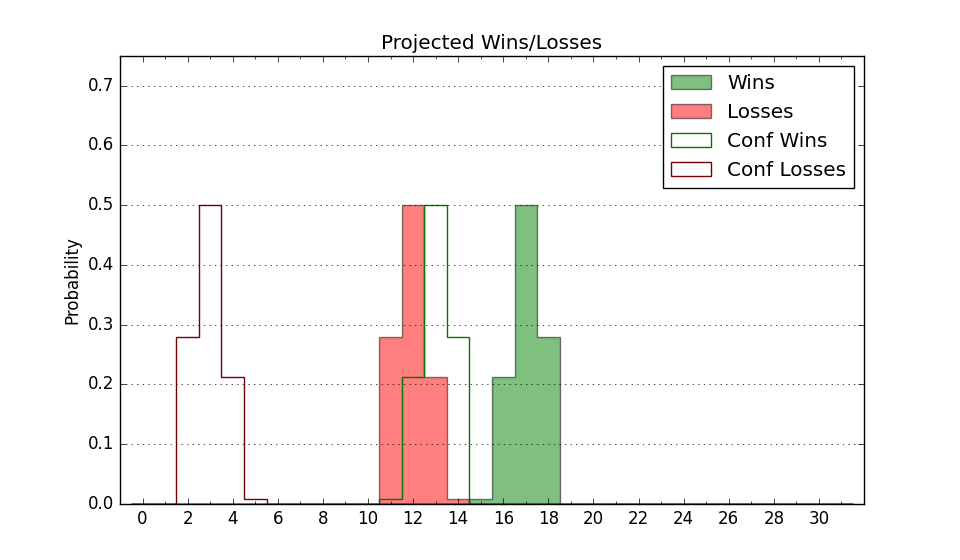 Projected Wins/Losses
Wins
Losses
Conf Wins
Conf Losses
Probability
0.7
0.6
0.5
0.4
0.3
0.2
0.1
0.0
0 2 4 6 8 10 12 14 16 18 20 22 24 26 28 30